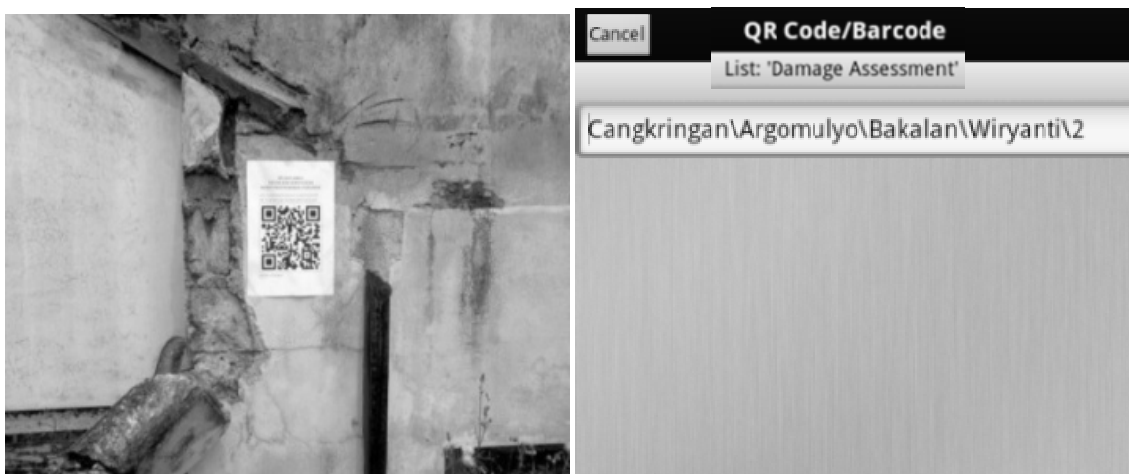 Cancel
QR Code/Barcode
List: 'Damage Assessment'
Cangkringan\Argomulyo\Bakalan\Wiryanti\2